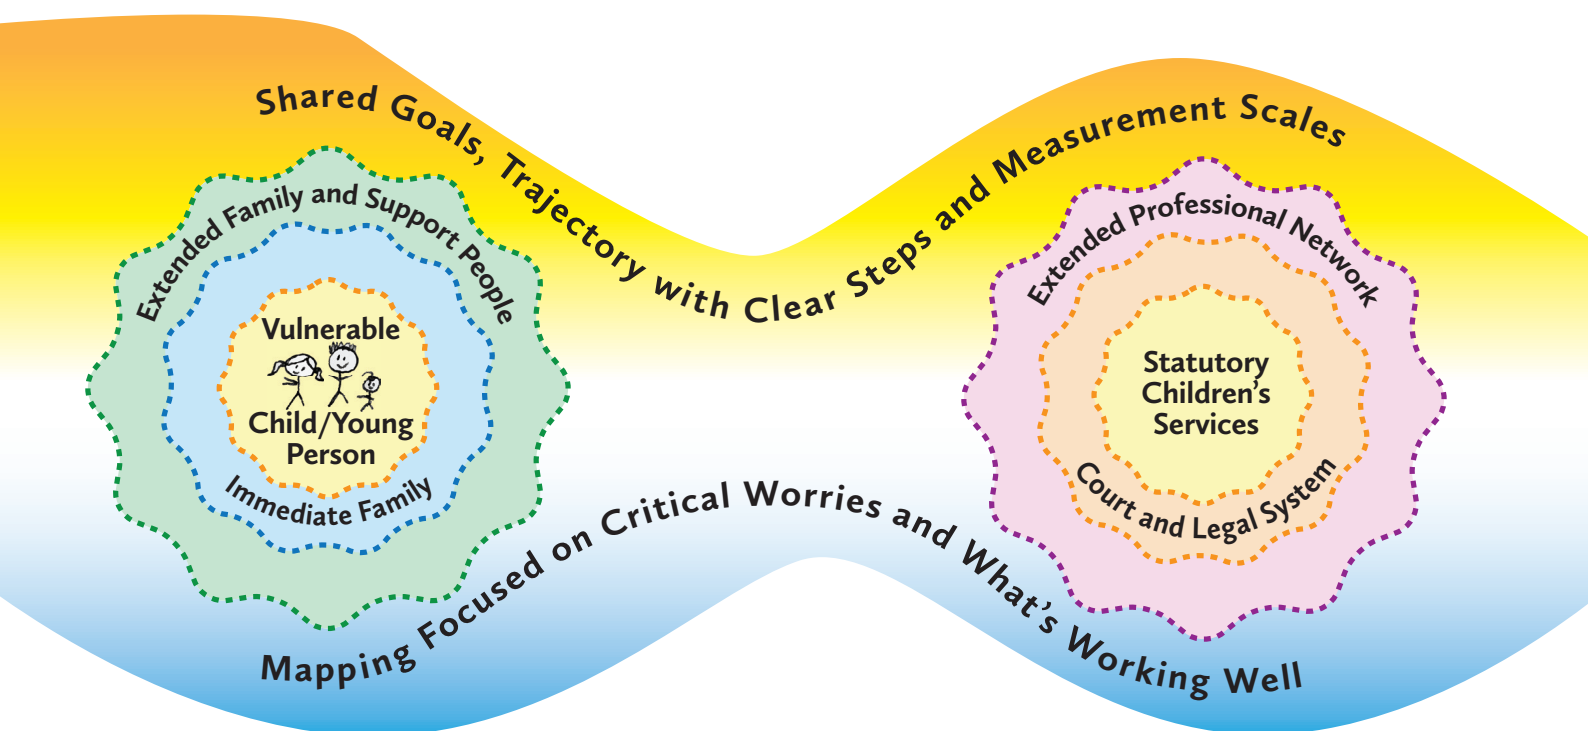 Shared Goals, Trajectory with Clear Steps and Measurement Scales
Extended Family and Support People
Vulnerable
Child/Young
Person
Immediate Family
Extended Professional Network
Statutory
Children's
Services
Court and Legal System
Mapping Focused on Critical Worries and What's Working Well